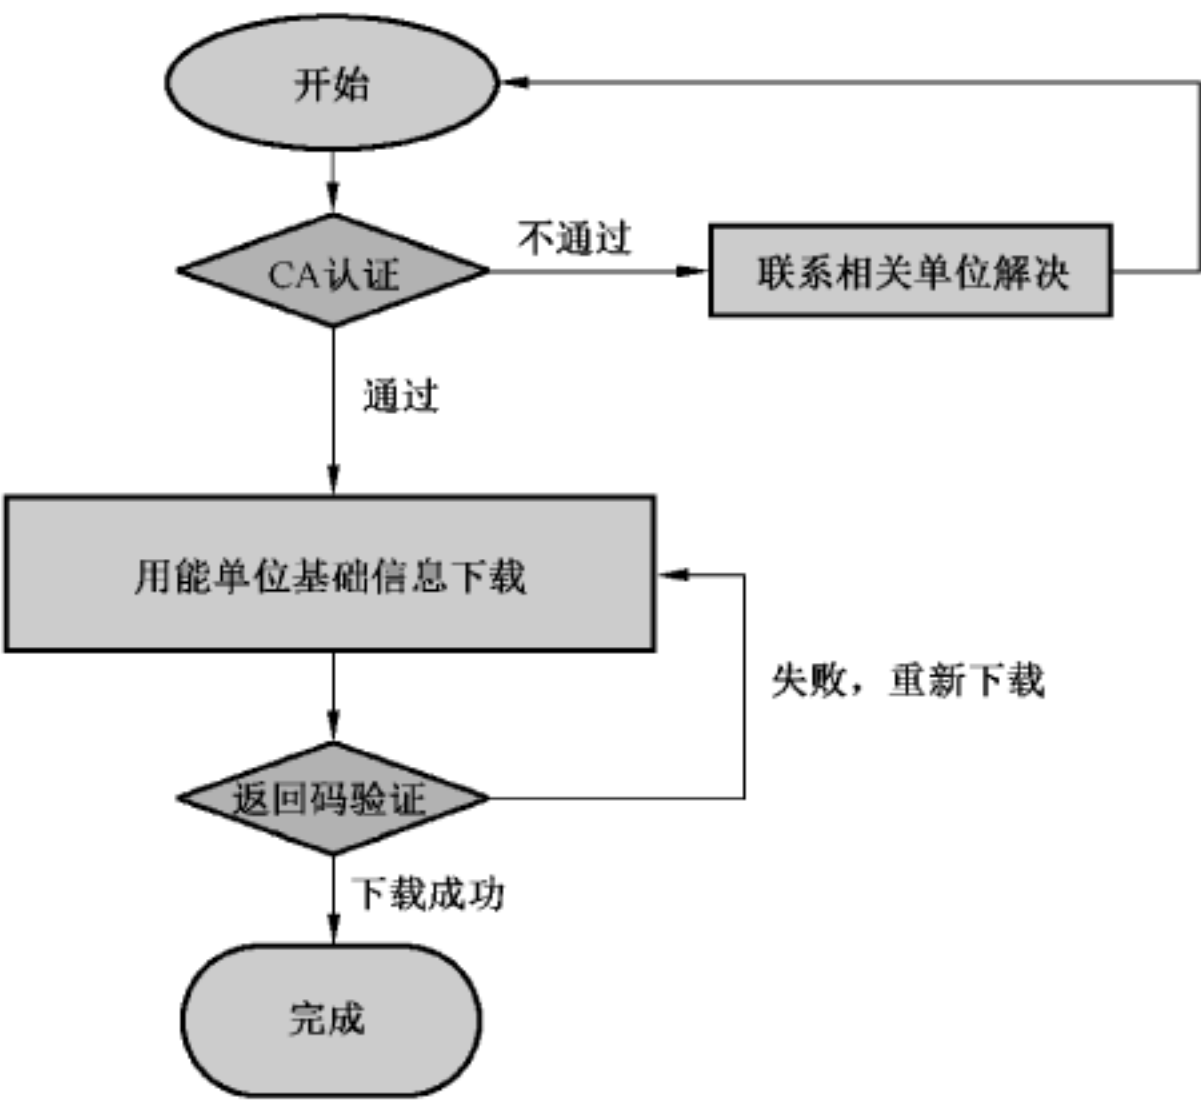 开始
不通过
CA认证
联系相关单位解决
通过
用能单位基础信息下载
失败，重新下载
返回码验证
下载成功
完成